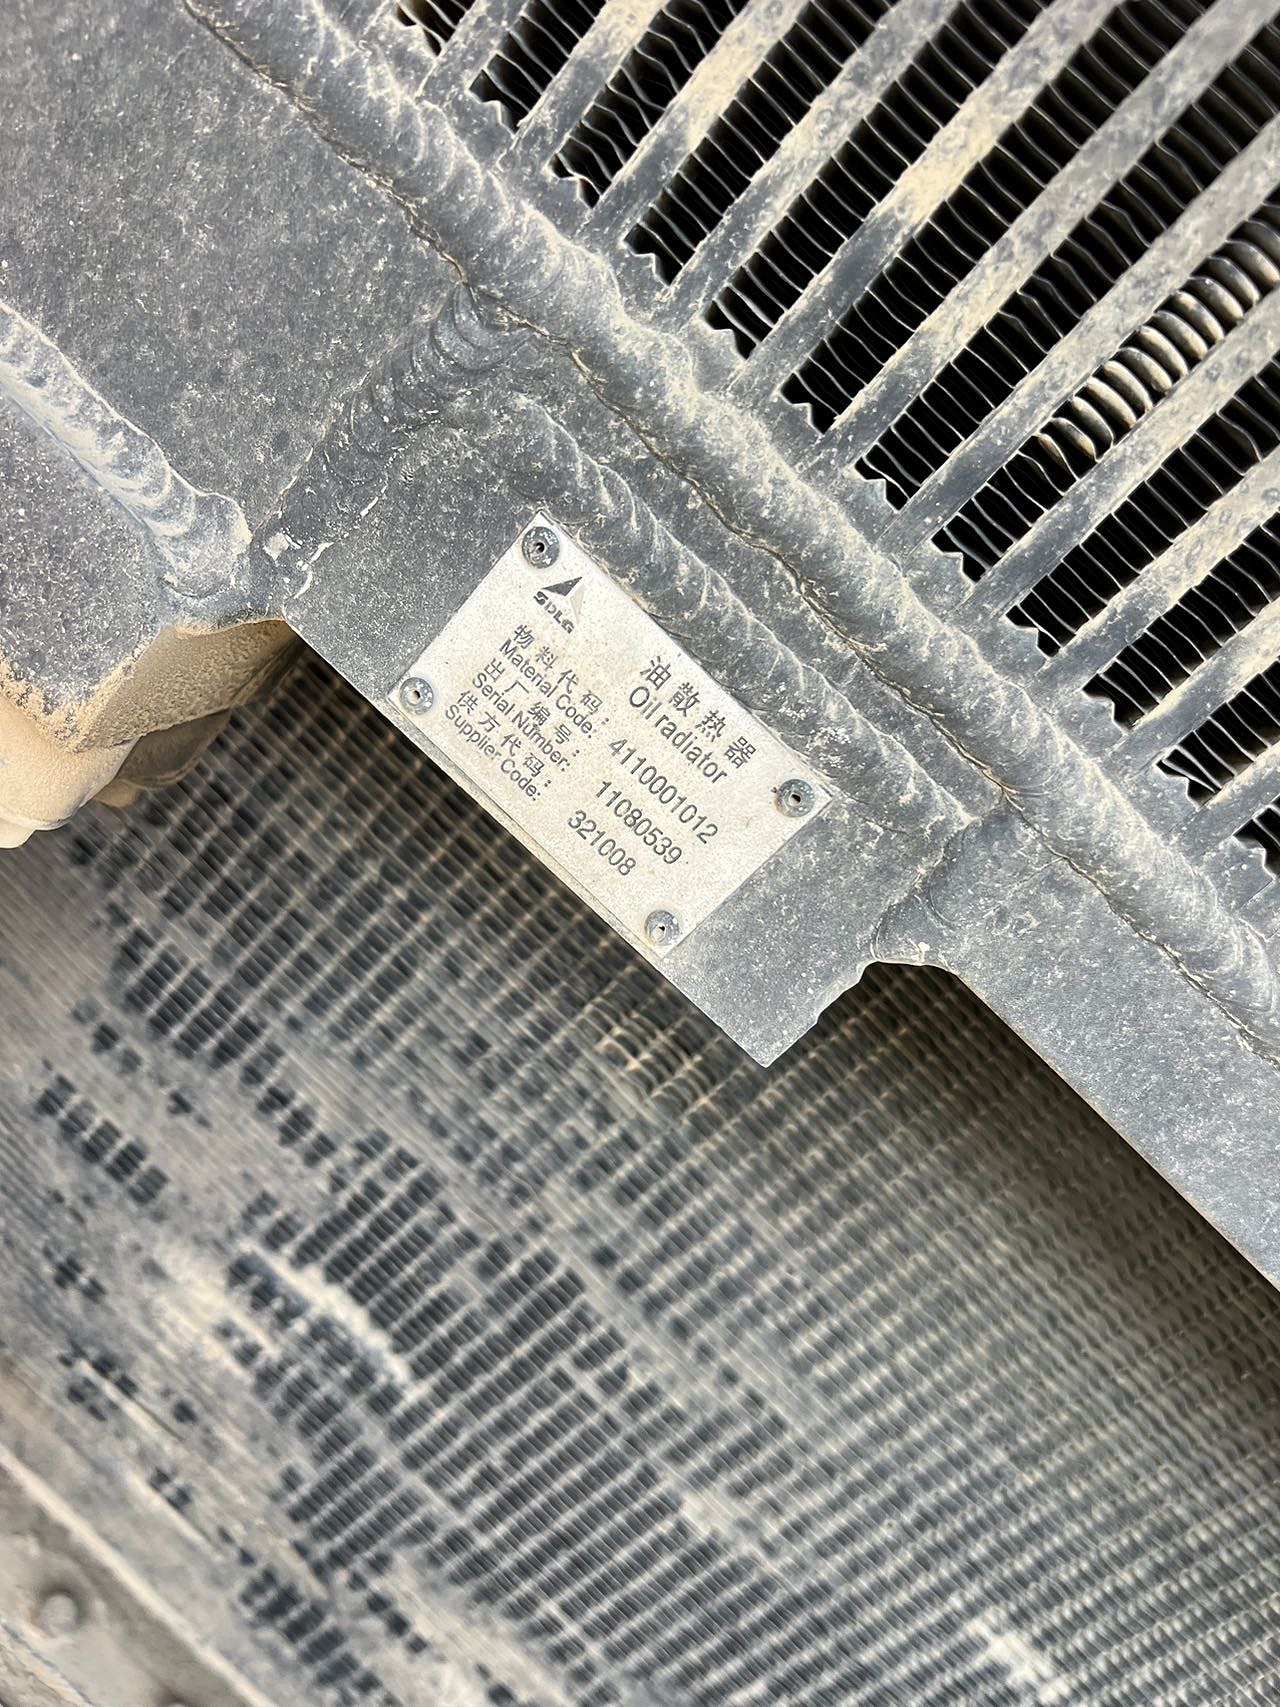 SDLG
油散热器
Oil radiator
物料代码：
Material Code: 4110001012
出厂编号：
Serial Number: 11080539
供方代码：
Supplier Code: 321008